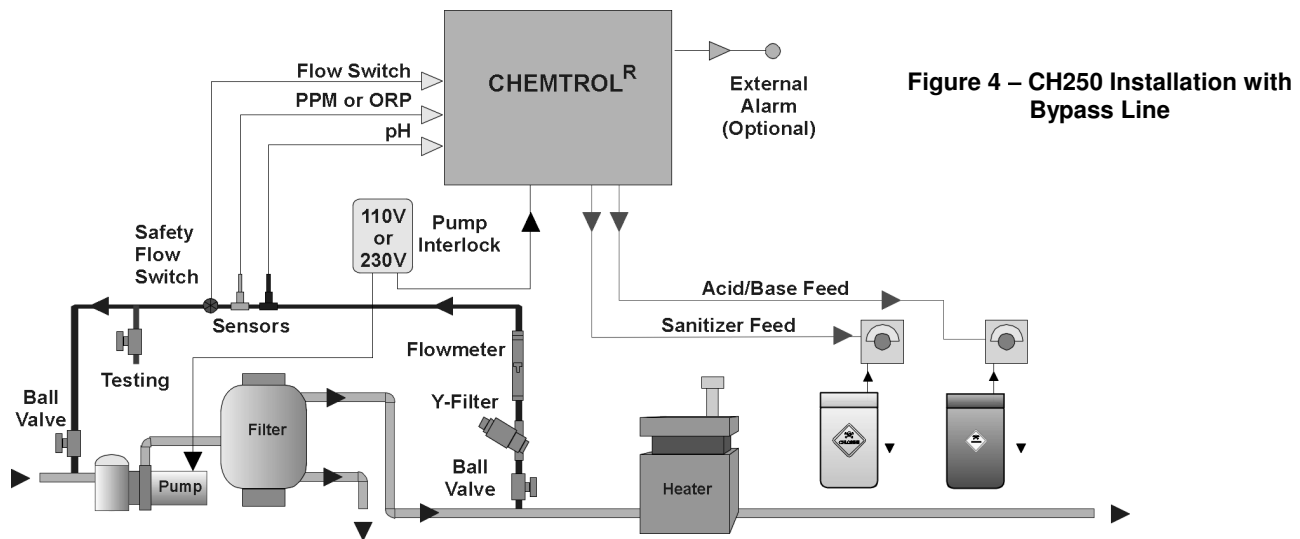 Figure 4 – CH250 Installation with
Bypass Line
CHEMTROL^R
Flow Switch
PPM or ORP
pH
External
Alarm
(Optional)
110V
or
230V
Pump
Interlock
Safety
Flow
Switch
Sensors
Testing
Ball
Valve
Flowmeter
Y-Filter
Ball
Valve
Acid/Base Feed
Sanitizer Feed
Filter
Pump
Heater
CHLORINE